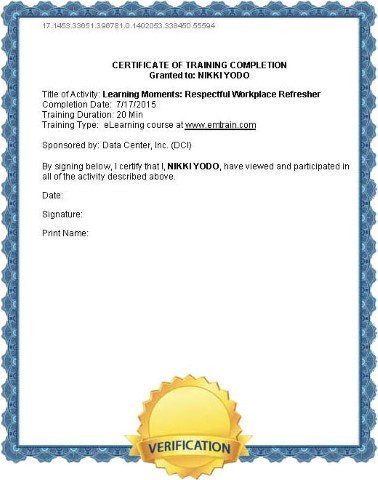 17.1453.33051.396781.0.1402053.338450.55594
CERTIFICATE OF TRAINING COMPLETION
Granted to: NIKKI YODO
Title of Activity: Learning Moments: Respectful Workplace Refresher
Completion Date: 7/17/2015
Training Duration: 20 Min
Training Type: eLearning course at www.emtrain.com
Sponsored by: Data Center, Inc. (DCI)
By signing below, I certify that I, NIKKI YODO, have viewed and participated in
all of the activity described above.
Date:
Signature:
Print Name:
VERIFICATION